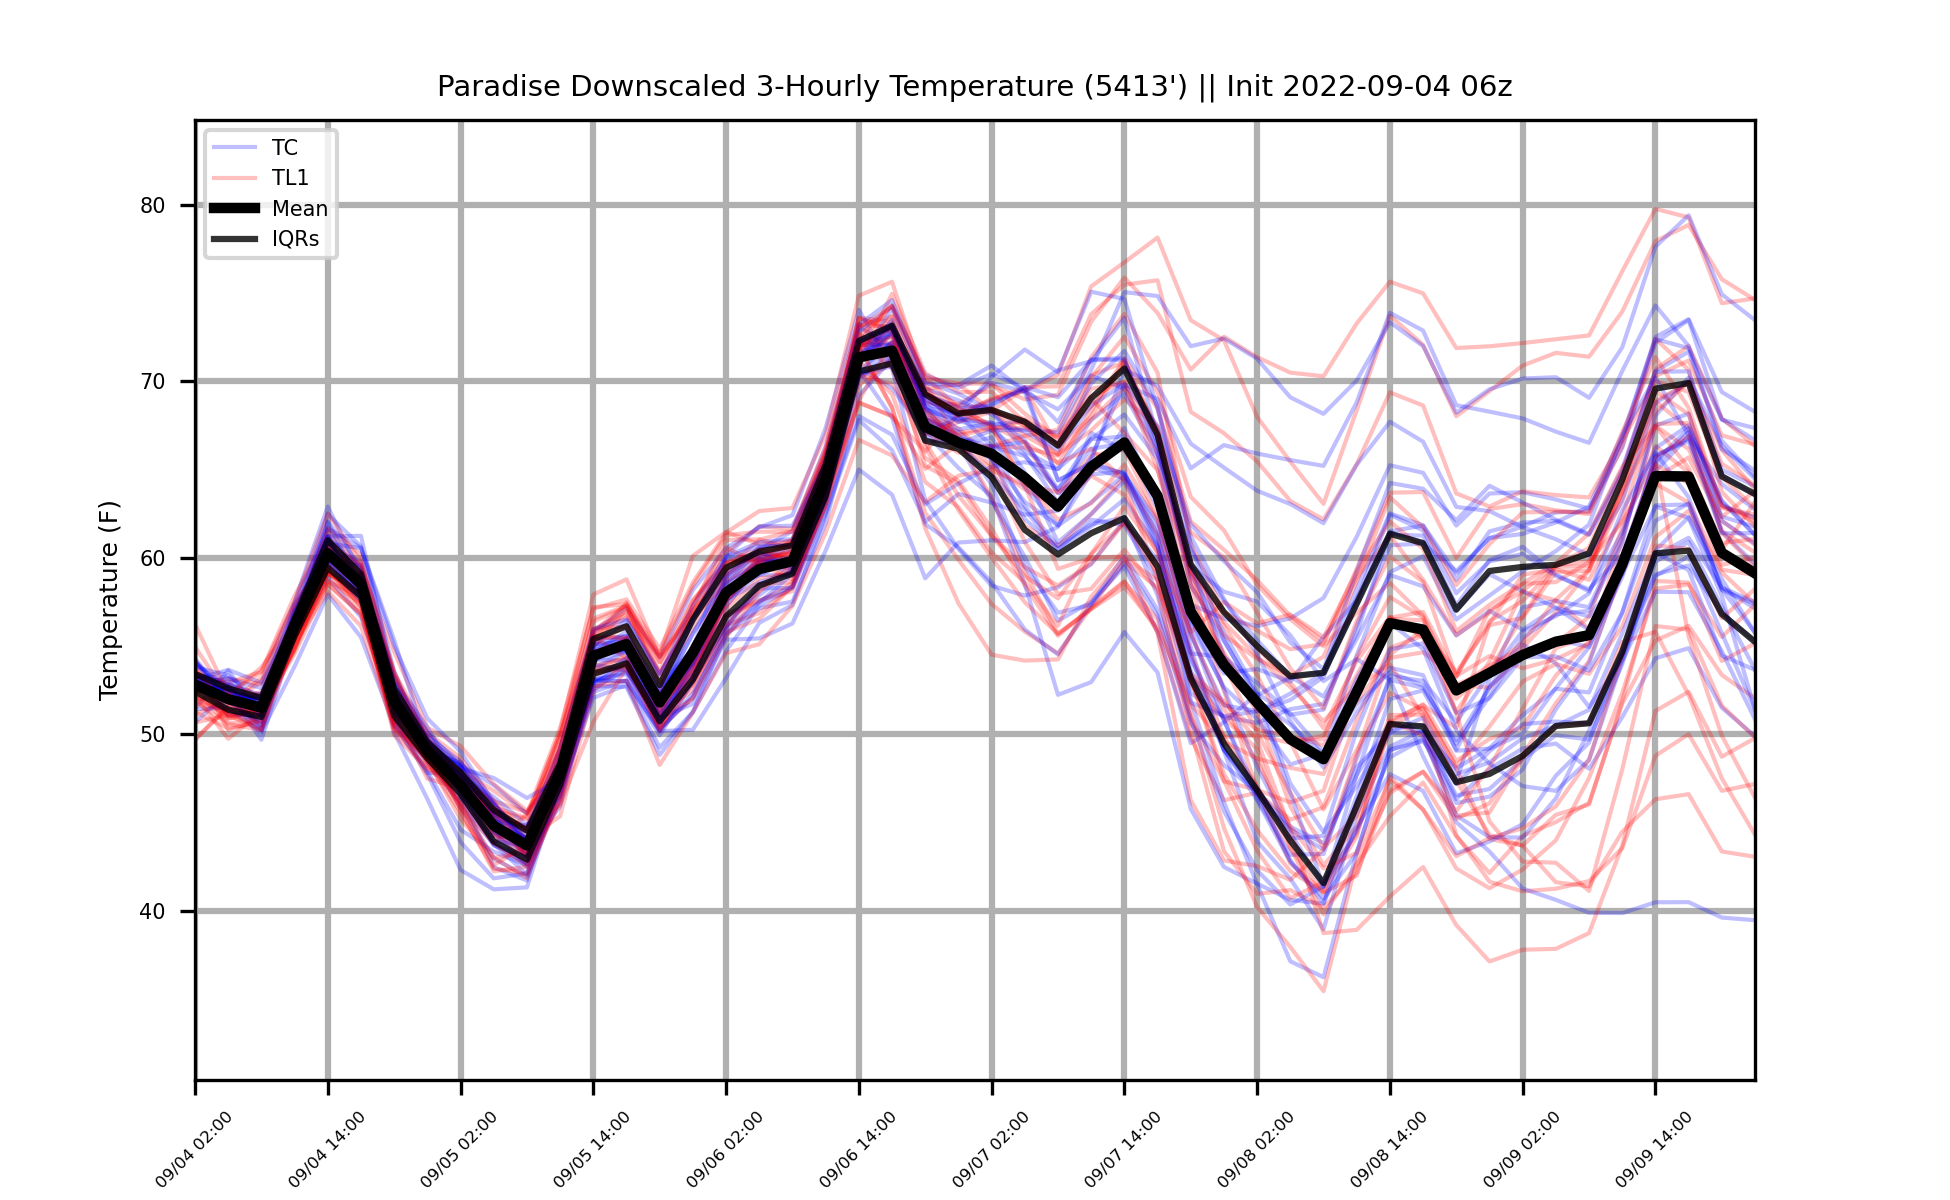 Paradise Downscaled 3-Hourly Temperature (5413') || Init 2022-09-04 06z
TC
TL1
Mean
IQRs
Temperature (F)
80
70
60
50
40
09/04 02:00
09/04 14:00
09/05 02:00
09/05 14:00
09/06 02:00
09/06 14:00
09/07 02:00
09/07 14:00
09/08 02:00
09/08 14:00
09/09 02:00
09/09 14:00